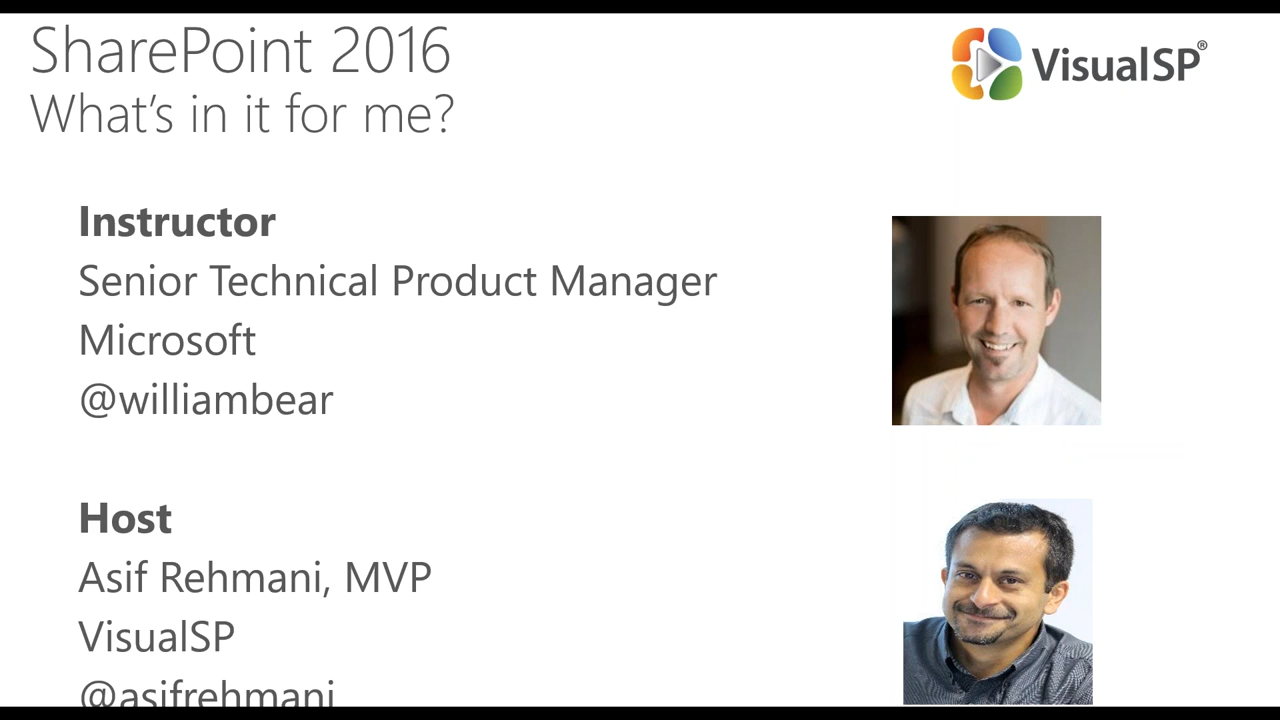 SharePoint 2016
What's in it for me?
VisualSP®
Instructor
Senior Technical Product Manager
Microsoft
@williambear
Host
Asif Rehmani, MVP
VisualSP
@asifrehmani